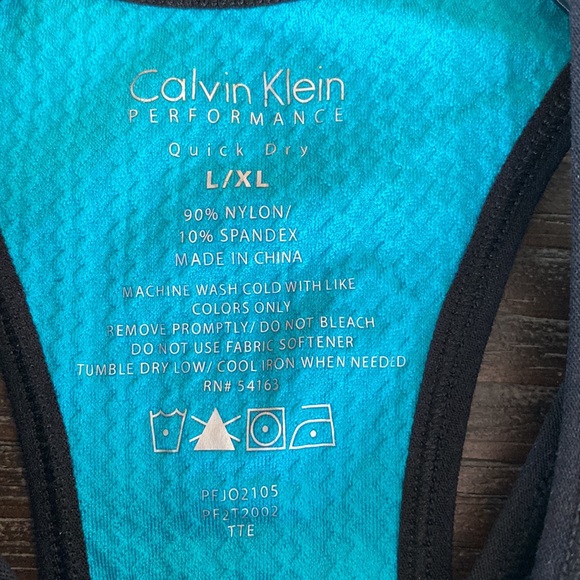 Calvin Klein
PERFORMANCE
Quick Dry
L/XL
90% NYLON/
10% SPANDEX
MADE IN CHINA
MACHINE WASH COLD WITH LIKE
COLORS ONLY
REMOVE PROMPTLY/ DO NOT BLEACH
DO NOT USE FABRIC SOFTENER
TUMBLE DRY LOW/ COOL IRON WHEN NEEDED
RN# 54163
PFJO2105
PF2T2002
TTE